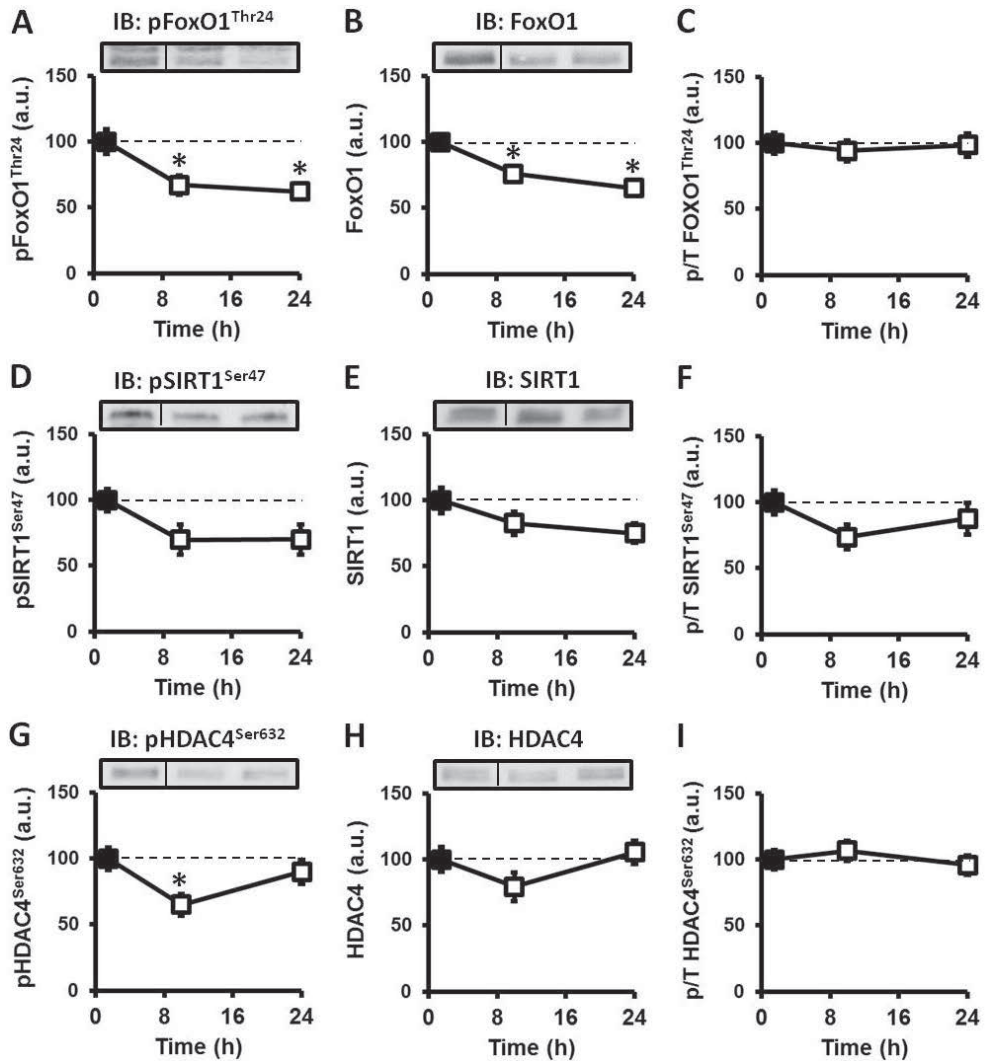 A
IB: pFoxO1Thr24
pFoxO1Thr24 (a.u.)
150
100
50
0
*
*
0 8 16 24
Time (h)
B
IB: FoxO1
FoxO1 (a.u.)
150
100
50
0
*
*
0 8 16 24
Time (h)
C
p/T FOXO1Thr24 (a.u.)
150
100
50
0
0 8 16 24
Time (h)
D
IB: pSIRT1Ser47
pSIRT1Ser47 (a.u.)
150
100
50
0
0 8 16 24
Time (h)
E
IB: SIRT1
SIRT1 (a.u.)
150
100
50
0
0 8 16 24
Time (h)
F
p/T SIRT1Ser47 (a.u.)
150
100
50
0
0 8 16 24
Time (h)
G
IB: pHDAC4Ser632
pHDAC4Ser632 (a.u.)
150
100
50
0
*
0 8 16 24
Time (h)
H
IB: HDAC4
HDAC4 (a.u.)
150
100
50
0
0 8 16 24
Time (h)
I
p/T HDAC4Ser632 (a.u.)
150
100
50
0
0 8 16 24
Time (h)